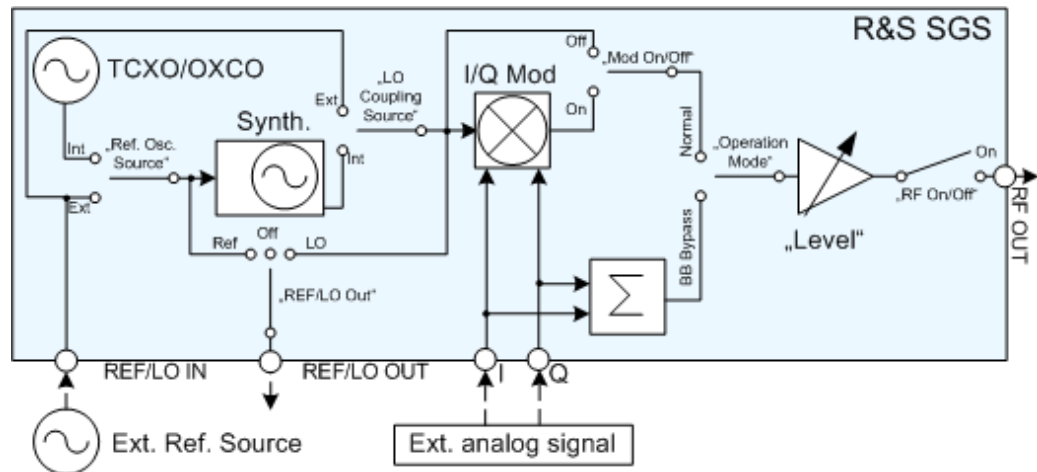 R&S SGS
TCXO/OXCO
Off
„Mod On/Off“
I/Q Mod
Ext
„LO
Coupling
Source“
On
Synth.
Int
„Ref. Osc.
Source“
Int
Normal
„Operation
Mode“
On
Ext
Ref
Off
LO
„RF On/Off“
RF OUT
„Level“
BB Bypass
Σ
„REF/LO Out“
REF/LO IN
REF/LO OUT
I
Q
Ext. Ref. Source
Ext. analog signal